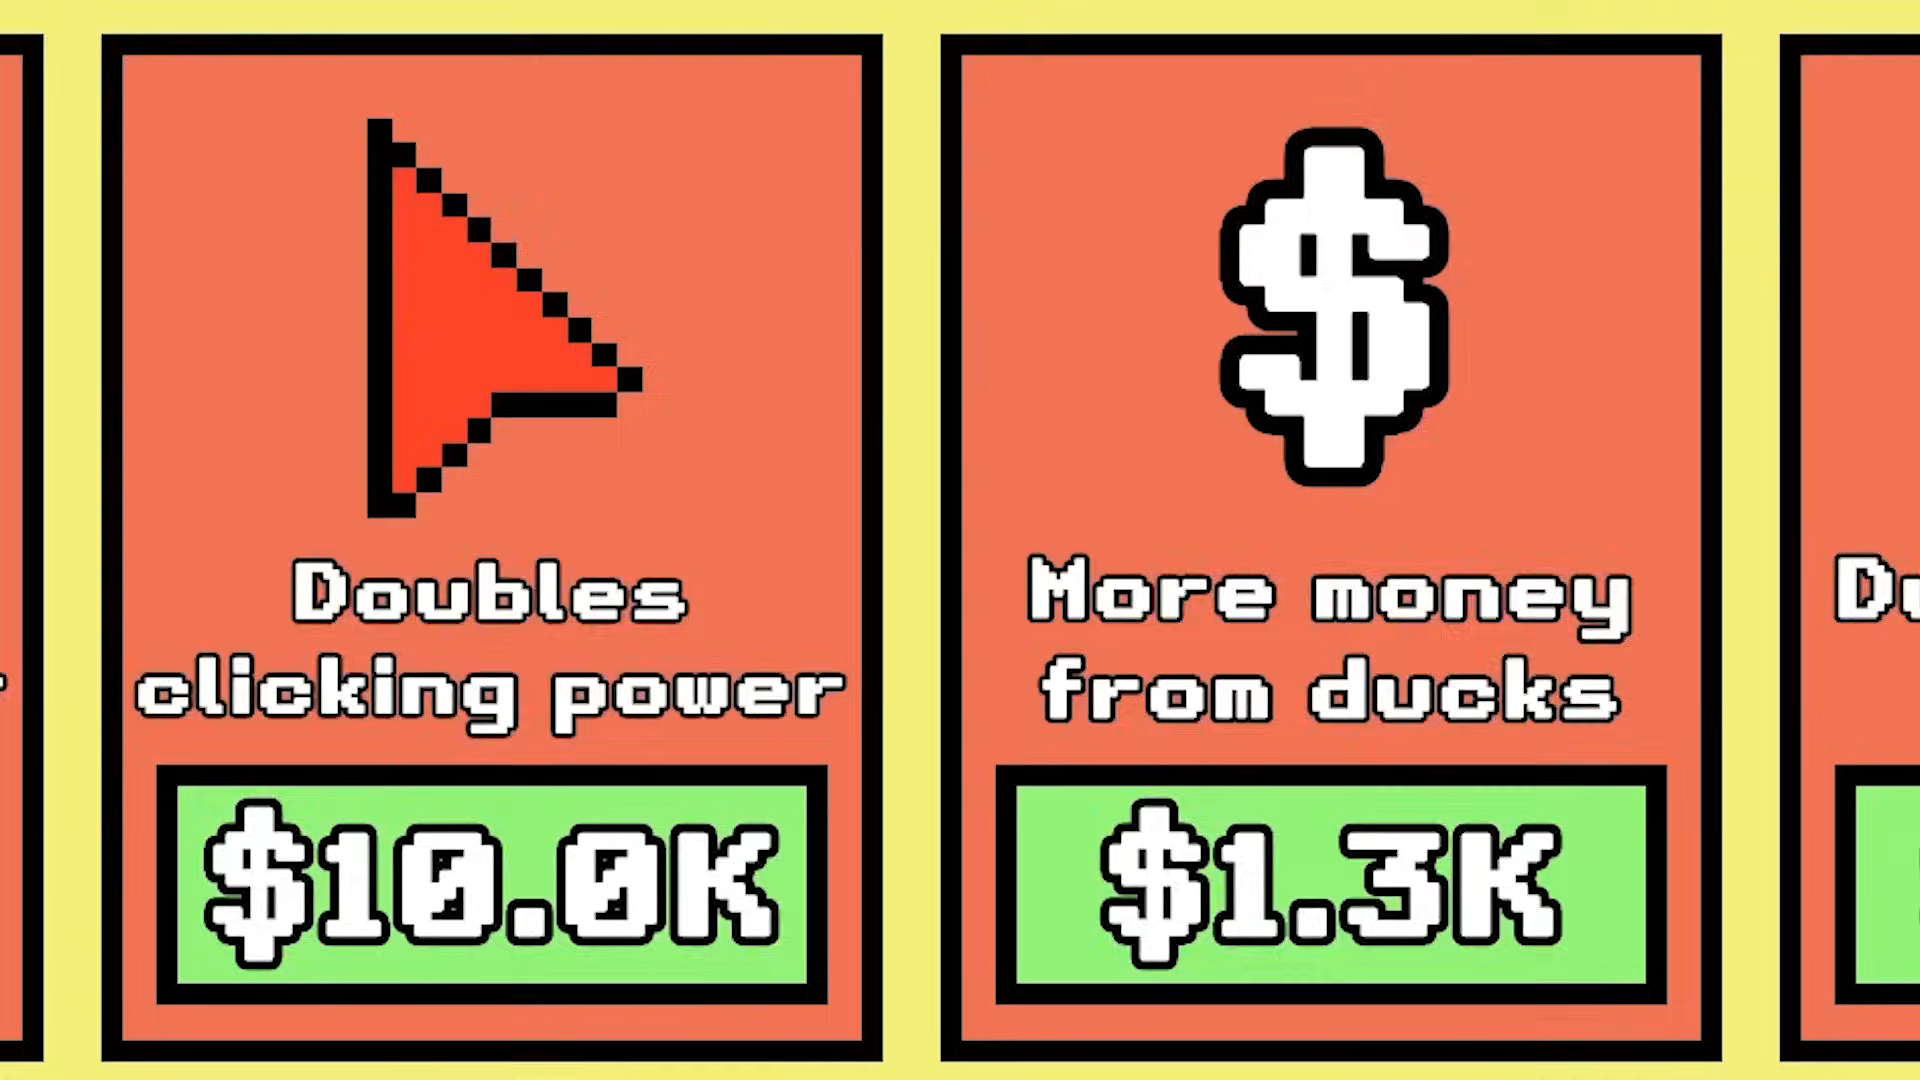 Doubles
clicking power
$10.0K
$
More money
from ducks
$1.3K